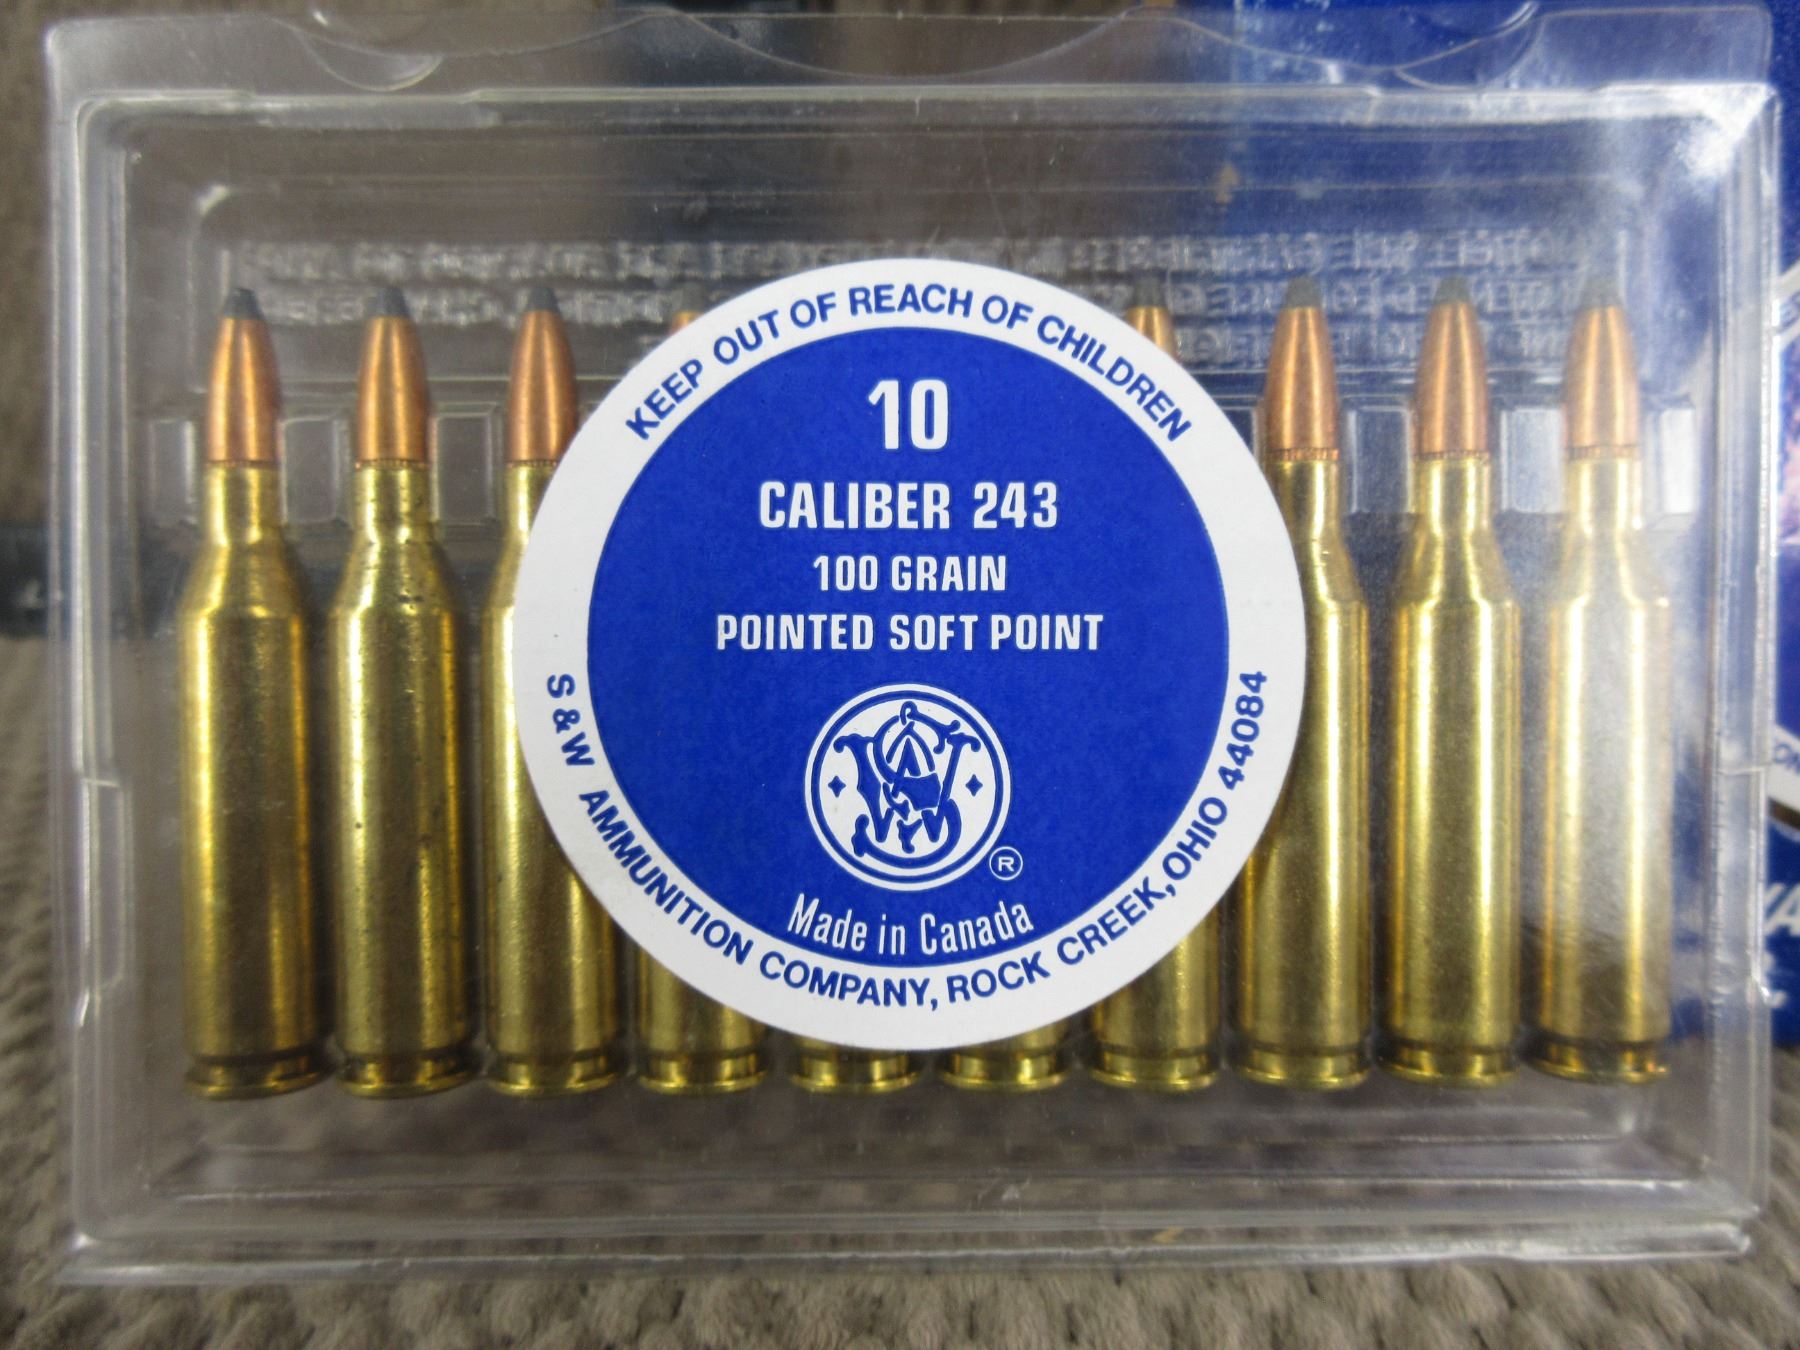 KEEP OUT OF REACH OF CHILDREN
10
CALIBER 243
100 GRAIN
POINTED SOFT POINT
®
Made in Canada
S & W AMMUNITION COMPANY, ROCK CREEK, OHIO 44084